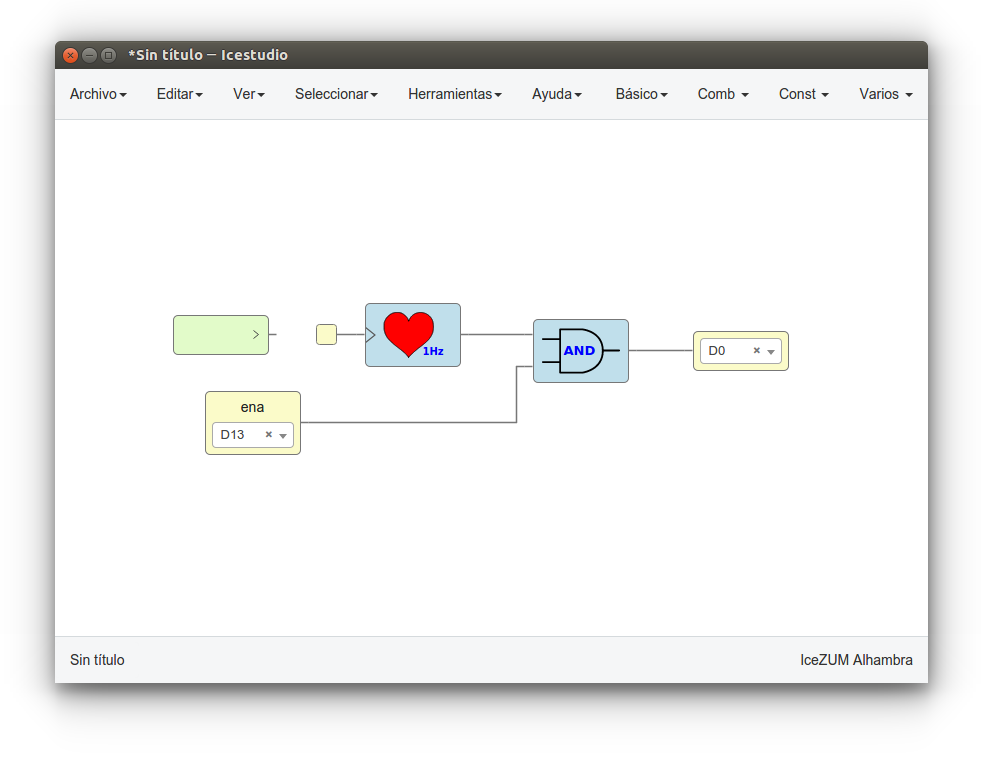 *Sin título — Icestudio
Archivo Editar Ver Seleccionar Herramientas Ayuda Básico Comb Const Varios
1Hz
AND
D0
ena
D13
Sin título IceZUM Alhambra